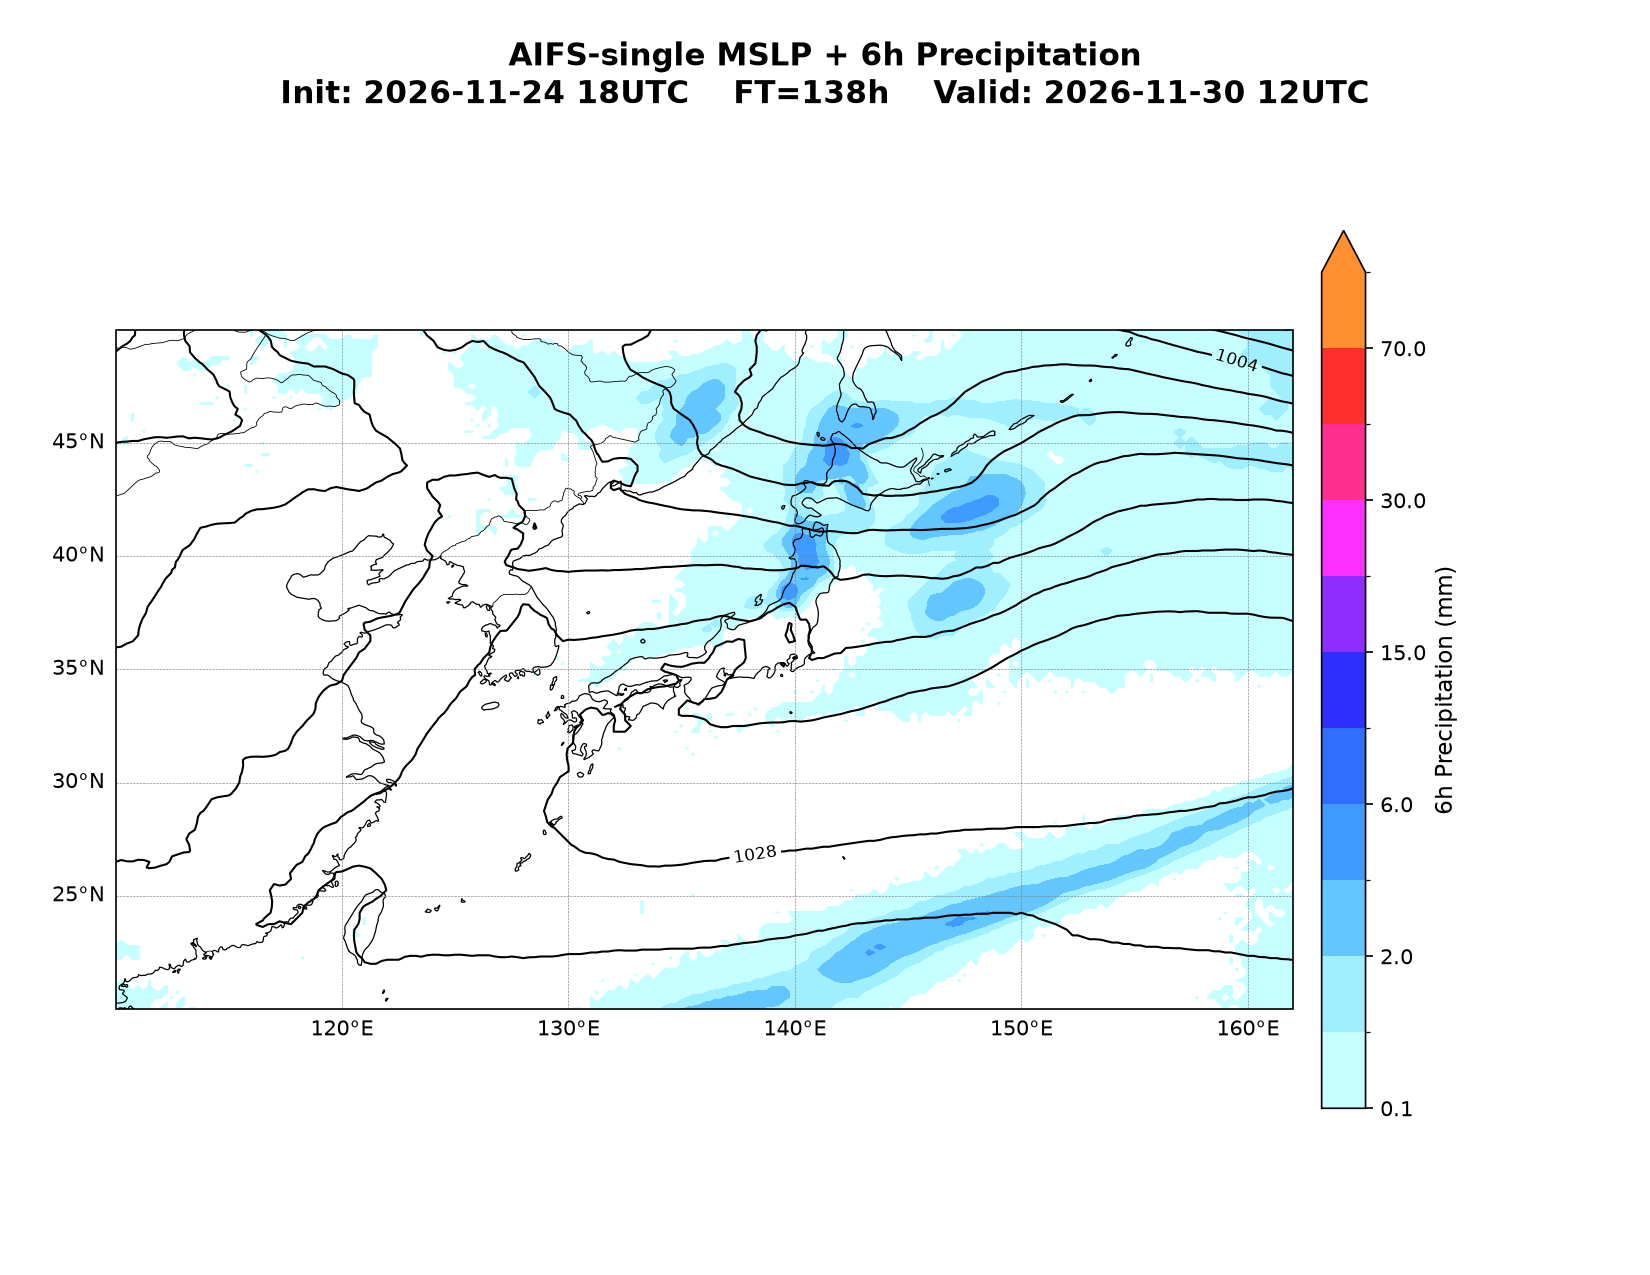 AIFS-single MSLP + 6h Precipitation
Init: 2026-11-24 18UTC    FT=138h    Valid: 2026-11-30 12UTC
1004
1028
45°N
40°N
35°N
30°N
25°N
120°E
130°E
140°E
150°E
160°E
70.0
30.0
15.0
6.0
2.0
0.1
6h Precipitation (mm)